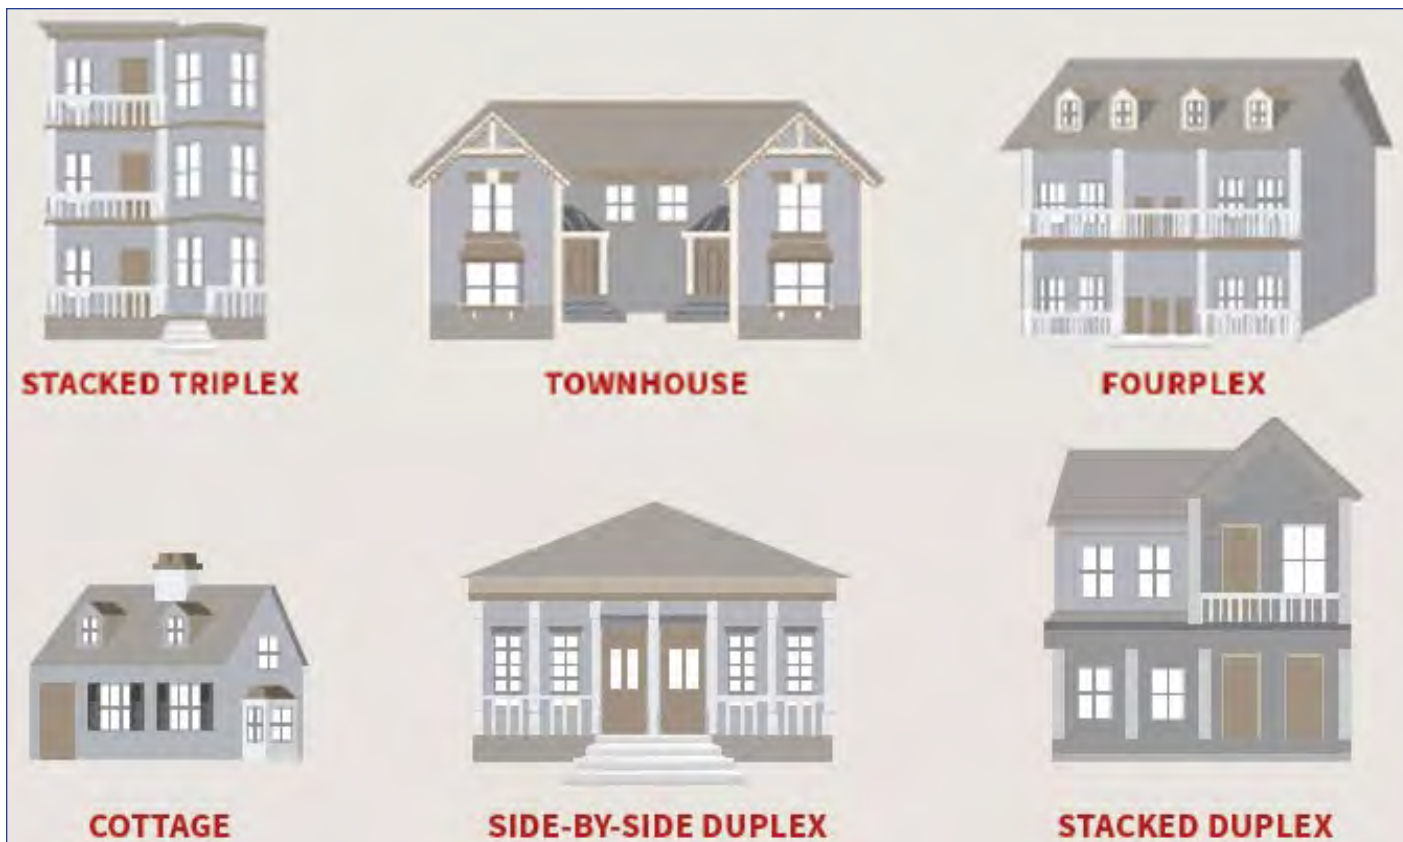 STACKED TRIPLEX
TOWNHOUSE
FOURPLEX
COTTAGE
SIDE-BY-SIDE DUPLEX
STACKED DUPLEX